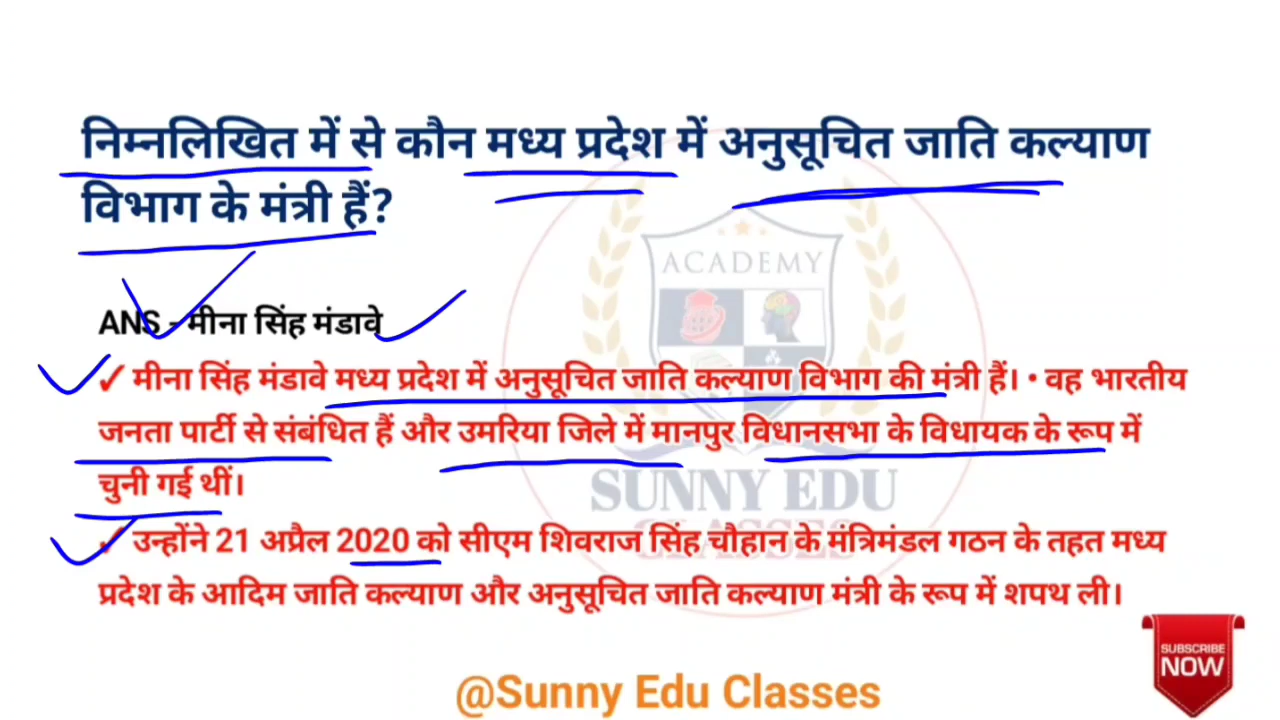 निम्नलिखित में से कौन मध्य प्रदेश में अनुसूचित जाति कल्याण
विभाग के मंत्री हैं?
ACADEMY
ANS - मीना सिंह मंडावे
✓ मीना सिंह मंडावे मध्य प्रदेश में अनुसूचित जाति कल्याण विभाग की मंत्री हैं। • वह भारतीय
जनता पार्टी से संबंधित हैं और उमरिया जिले में मानपुर विधानसभा के विधायक के रूप में
चुनी गई थीं।
SUNNY EDU
CLASSES
✓ उन्होंने 21 अप्रैल 2020 को सीएम शिवराज सिंह चौहान के मंत्रिमंडल गठन के तहत मध्य
प्रदेश के आदिम जाति कल्याण और अनुसूचित जाति कल्याण मंत्री के रूप में शपथ ली।
SUBSCRIBE
NOW
@Sunny Edu Classes